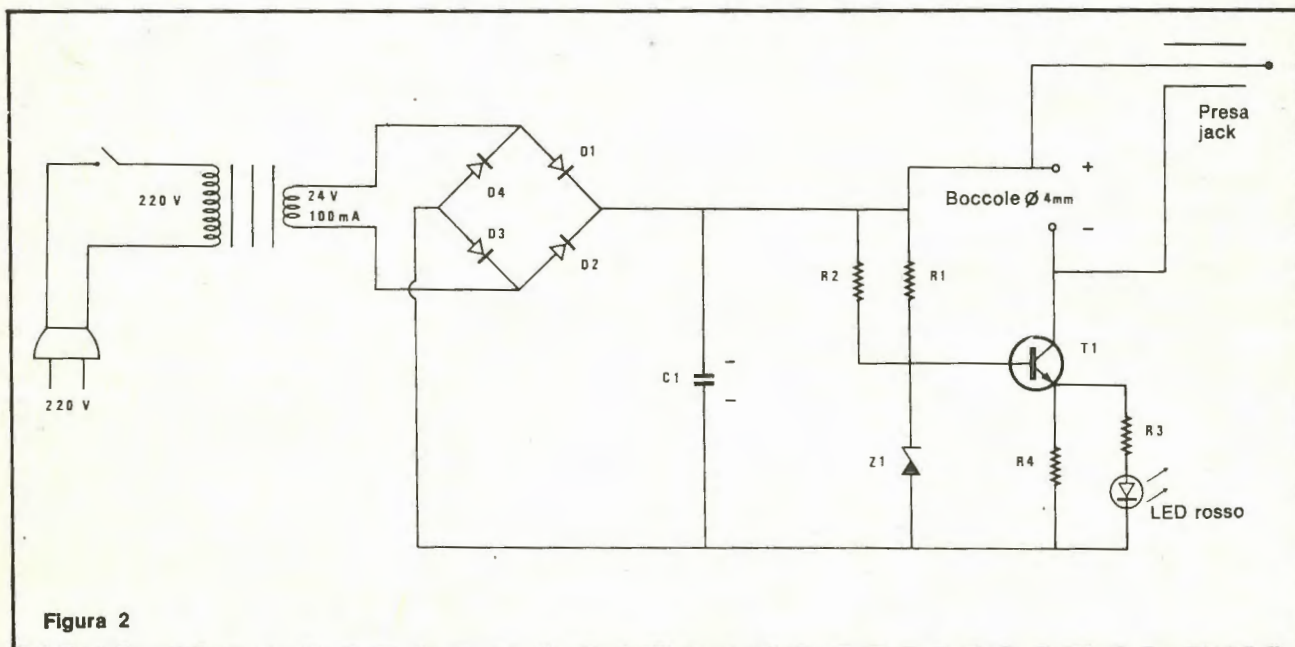 Presa
jack
D1
220 V
24 V
100 mA
D4
+
Boccole Ø 4mm
−
D3
D2
R2
R1
T1
C1
−
−
220 V
R3
Z1
R4
LED rosso
Figura 2